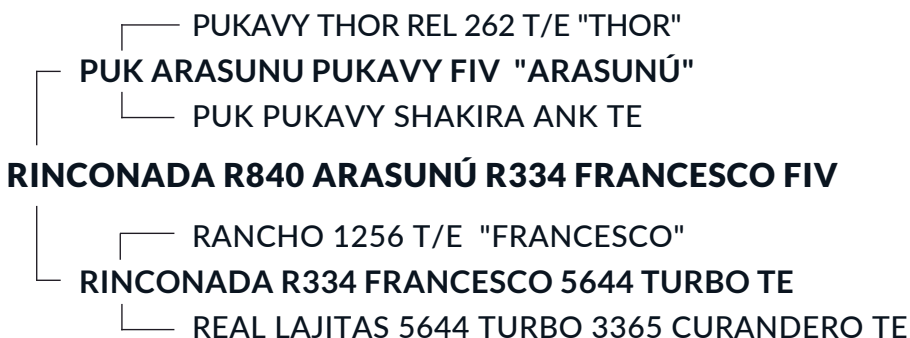 PUKAVY THOR REL 262 T/E "THOR"
PUK ARASUNU PUKAVY FIV "ARASUNÚ"
PUK PUKAVY SHAKIRA ANK TE
RINCONADA R840 ARASUNÚ R334 FRANCESCO FIV
RANCHO 1256 T/E "FRANCESCO"
RINCONADA R334 FRANCESCO 5644 TURBO TE
REAL LAJITAS 5644 TURBO 3365 CURANDERO TE